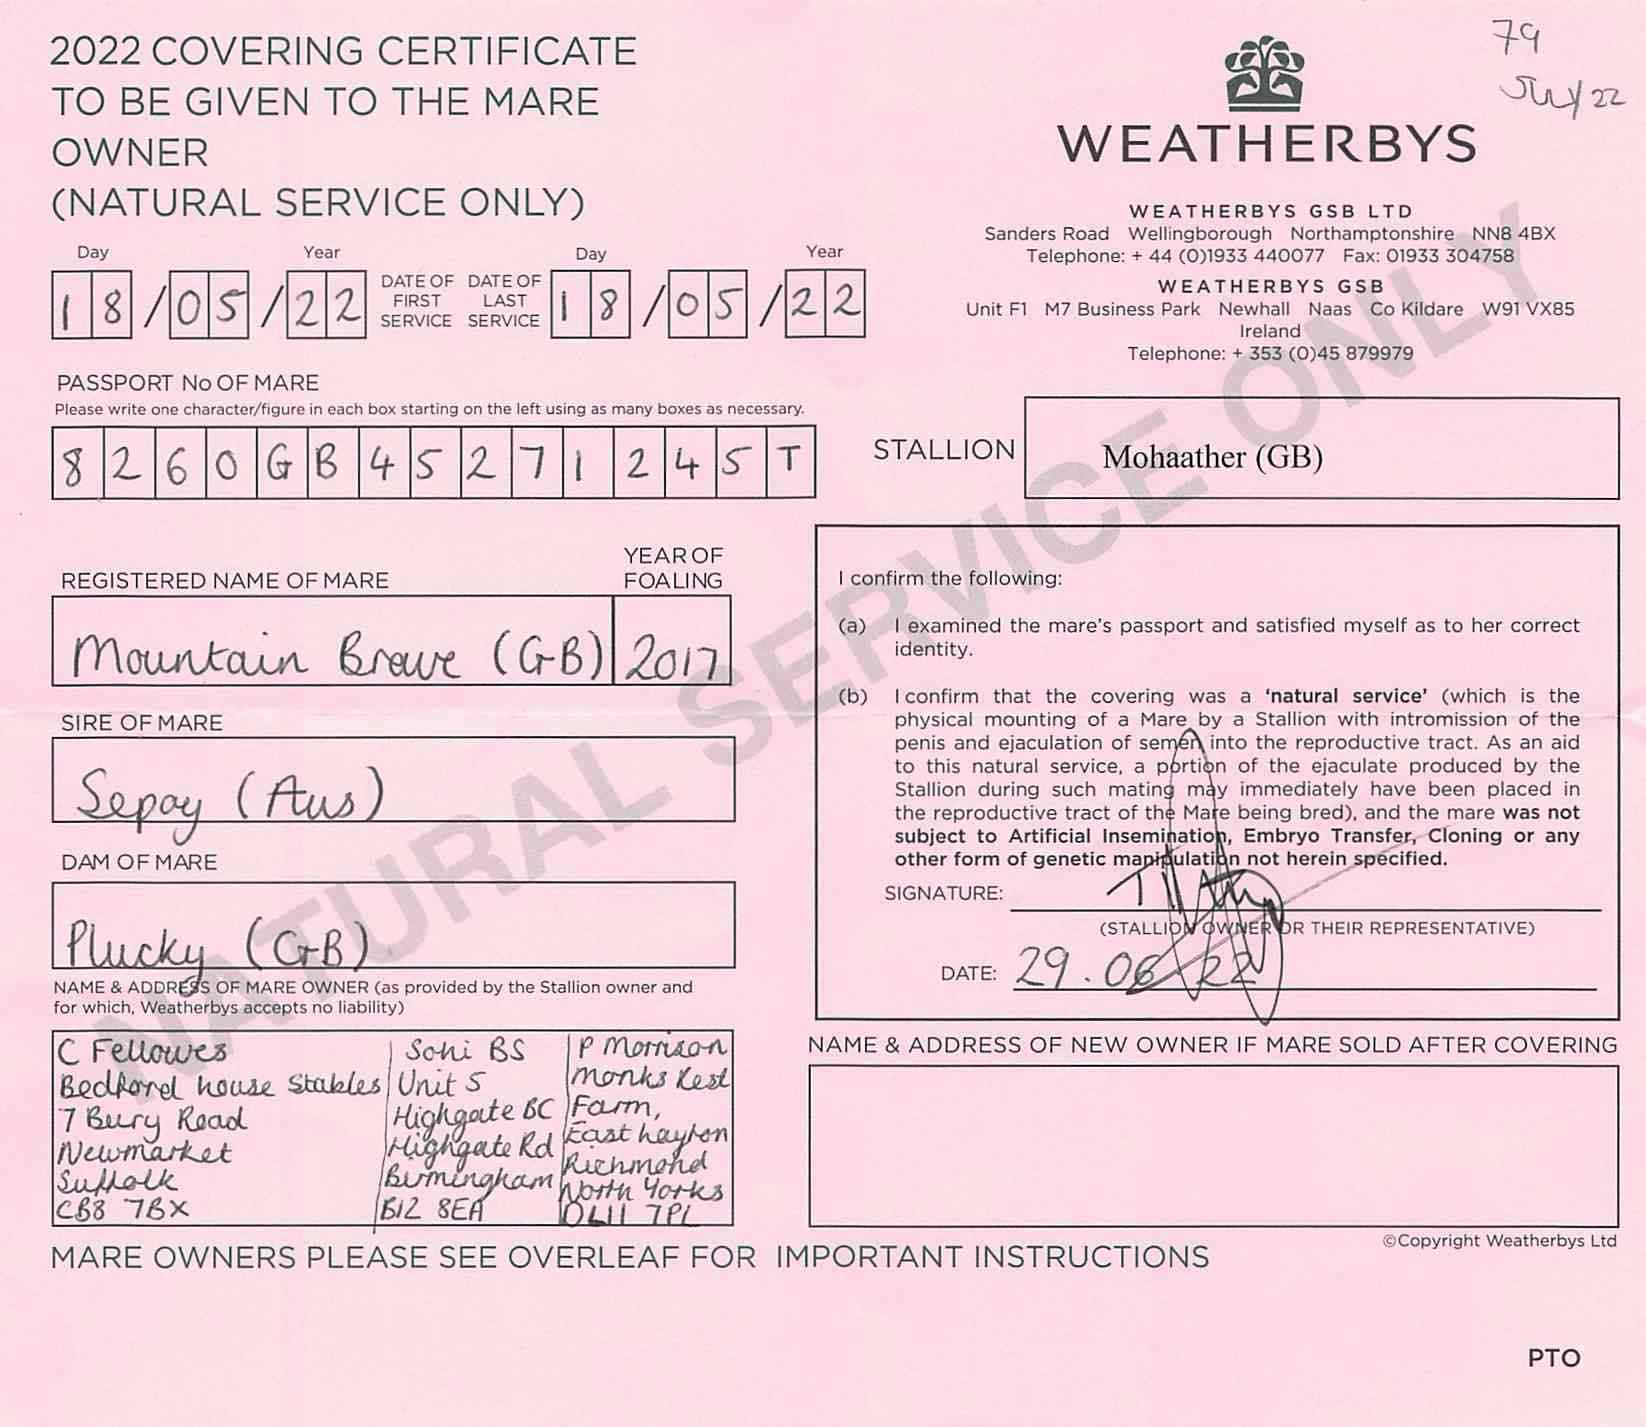 2022 COVERING CERTIFICATE
TO BE GIVEN TO THE MARE
OWNER
(NATURAL SERVICE ONLY)
79
July 22
WEATHERBYS
WEATHERBYS GSB LTD
Sanders Road Wellingborough Northamptonshire NN8 4BX
Telephone: + 44 (0)1933 440077 Fax: 01933 304758
WEATHERBYS GSB
Unit F1 M7 Business Park Newhall Naas Co Kildare W91 VX85
Ireland
Telephone: + 353 (0)45 879979
Day Year Day Year
18/05/22 DATE OF FIRST SERVICE DATE OF LAST SERVICE 18/05/22
PASSPORT No OF MARE
Please write one character/figure in each box starting on the left using as many boxes as necessary.
8260GB45271245T
STALLION Mohaather (GB)
REGISTERED NAME OF MARE YEAR OF FOALING
Mountain Brave (GB) 2017
SIRE OF MARE
Sepoy (Aus)
DAM OF MARE
Plucky (GB)
NAME & ADDRESS OF MARE OWNER (as provided by the Stallion owner and
for which, Weatherbys accepts no liability)
C Fellowes
Bedford house Stables
7 Bury Road
Newmarket
Suffolk
CB8 7BX
Sohi BS
Unit 5
Highgate BC
Highgate Rd
Birmingham
B12 8EA
P Morrison
Monks Rest
Farm,
East hayton
Richmond
North Yorks
DL11 7PL
I confirm the following:
(a) I examined the mare's passport and satisfied myself as to her correct
identity.
(b) I confirm that the covering was a 'natural service' (which is the
physical mounting of a Mare by a Stallion with intromission of the
penis and ejaculation of semen into the reproductive tract. As an aid
to this natural service, a portion of the ejaculate produced by the
Stallion during such mating may immediately have been placed in
the reproductive tract of the Mare being bred), and the mare was not
subject to Artificial Insemination, Embryo Transfer, Cloning or any
other form of genetic manipulation not herein specified.
SIGNATURE:
(STALLION OWNER OR THEIR REPRESENTATIVE)
DATE: 29.06.22
NAME & ADDRESS OF NEW OWNER IF MARE SOLD AFTER COVERING
©Copyright Weatherbys Ltd
MARE OWNERS PLEASE SEE OVERLEAF FOR IMPORTANT INSTRUCTIONS
PTO
NATURAL SERVICE ONLY